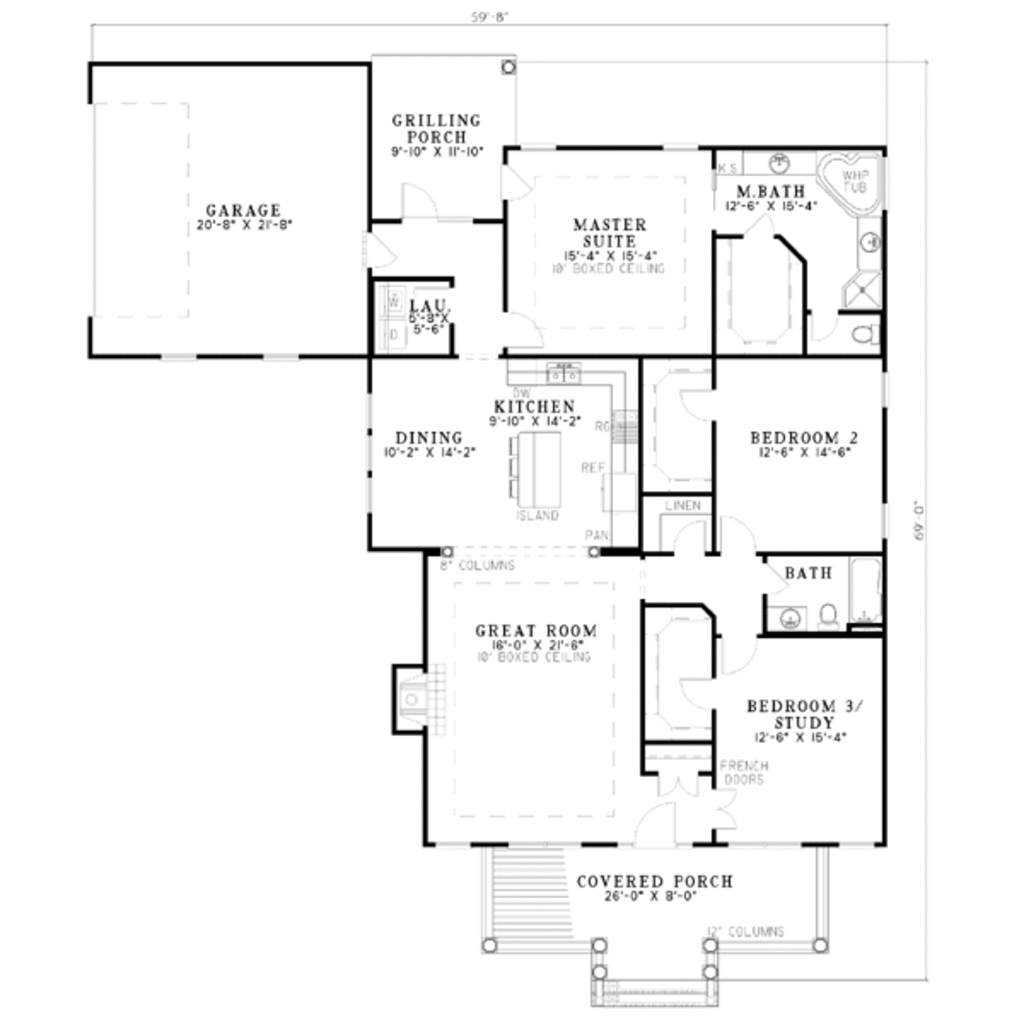 59'-8"
GRILLING
PORCH
9'-10" X 11'-10"
GARAGE
20'-8" X 21'-8"
MASTER
SUITE
15'-4" X 15'-4"
10' BOXED CEILING
KS
M.BATH
12'-6" X 15'-4"
WHP
TUB
W
D
LAU.
5'-8"X
5'-6"
DW
KITCHEN
9'-10" X 14'-2"
RG
REF
ISLAND
PAN
DINING
10'-2" X 14'-2"
BEDROOM 2
12'-6" X 14'-6"
LINEN
69'-0"
8" COLUMNS
BATH
GREAT ROOM
16'-0" X 21'-6"
10' BOXED CEILING
BEDROOM 3/
STUDY
12'-6" X 15'-4"
FRENCH
DOORS
COVERED PORCH
26'-0" X 8'-0"
12" COLUMNS